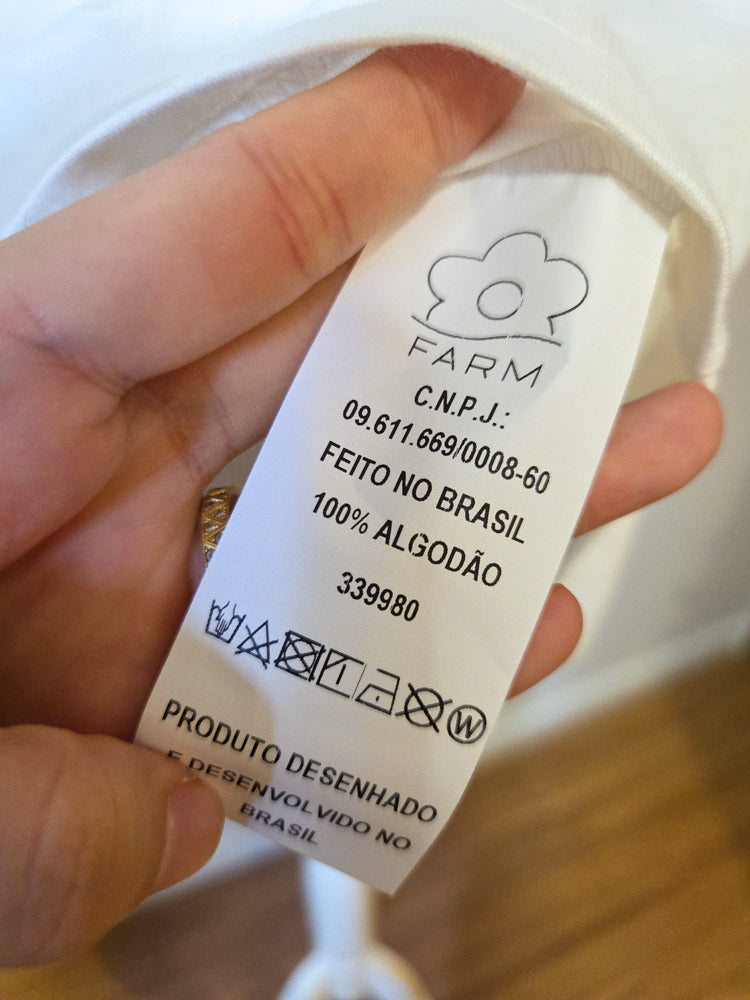 FARM
C.N.P.J.:
09.611.669/0008-60
FEITO NO BRASIL
100% ALGODÃO
339980
W
PRODUTO DESENHADO
E DESENVOLVIDO NO
BRASIL